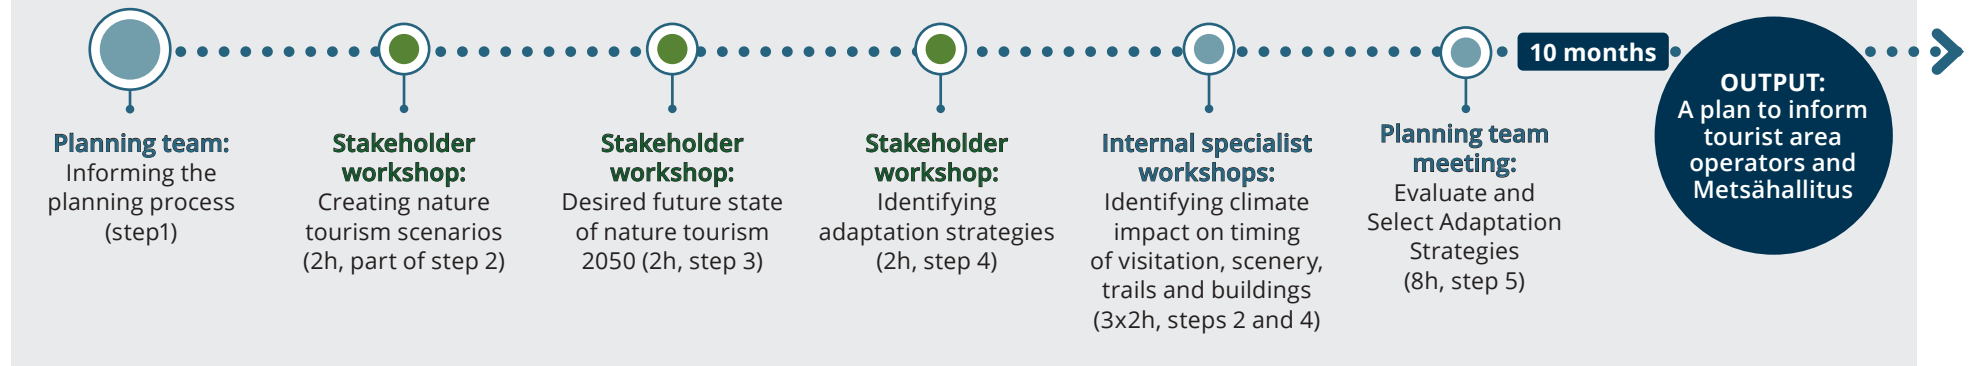 Planning team:
Informing the
planning process
(step1)
Stakeholder
workshop:
Creating nature
tourism scenarios
(2h, part of step 2)
Stakeholder
workshop:
Desired future state
of nature tourism
2050 (2h, step 3)
Stakeholder
workshop:
Identifying
adaptation strategies
(2h, step 4)
Internal specialist
workshops:
Identifying climate
impact on timing
of visitation, scenery,
trails and buildings
(3x2h, steps 2 and 4)
Planning team
meeting:
Evaluate and
Select Adaptation
Strategies
(8h, step 5)
10 months
OUTPUT:
A plan to inform
tourist area
operators and
Metsähallitus